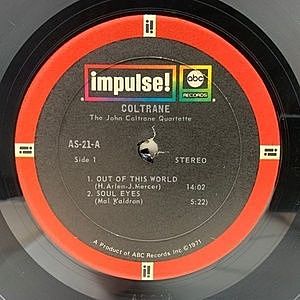 impulse!
abc
RECORDS
COLTRANE
The John Coltrane Quartette
AS-21-A
Side 1
STEREO
1. OUT OF THIS WORLD
(H. Arlen-J. Mercer) 14:02
2. SOUL EYES
(Mal Waldron) 5:22)
A Product of ABC Records Inc. ©1971